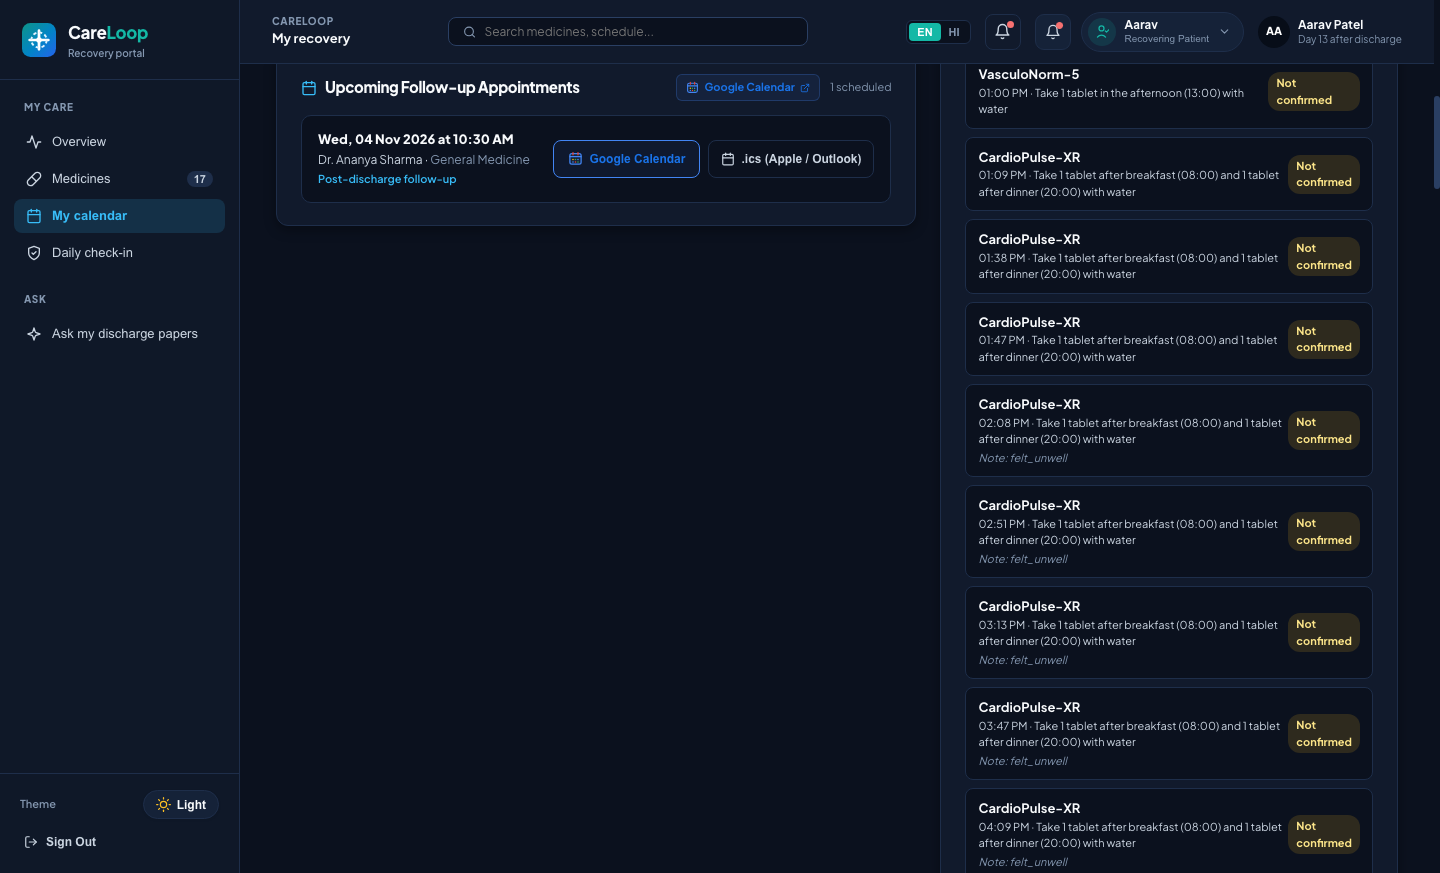 CareLoop
Recovery portal
MY CARE
Overview
Medicines 17
My calendar
Daily check-in
ASK
Ask my discharge papers
Theme Light
Sign Out
CARELOOP
My recovery
Search medicines, schedule...
EN HI
Aarav
Recovering Patient
AA
Aarav Patel
Day 13 after discharge
Upcoming Follow-up Appointments
Google Calendar
1 scheduled
Wed, 04 Nov 2026 at 10:30 AM
Dr. Ananya Sharma · General Medicine
Post-discharge follow-up
Google Calendar
.ics (Apple / Outlook)
VasculoNorm-5
01:00 PM · Take 1 tablet in the afternoon (13:00) with
water
Not
confirmed
CardioPulse-XR
01:09 PM · Take 1 tablet after breakfast (08:00) and 1 tablet
after dinner (20:00) with water
Not
confirmed
CardioPulse-XR
01:38 PM · Take 1 tablet after breakfast (08:00) and 1 tablet
after dinner (20:00) with water
Not
confirmed
CardioPulse-XR
01:47 PM · Take 1 tablet after breakfast (08:00) and 1 tablet
after dinner (20:00) with water
Not
confirmed
CardioPulse-XR
02:08 PM · Take 1 tablet after breakfast (08:00) and 1 tablet
after dinner (20:00) with water
Note: felt_unwell
Not
confirmed
CardioPulse-XR
02:51 PM · Take 1 tablet after breakfast (08:00) and 1 tablet
after dinner (20:00) with water
Note: felt_unwell
Not
confirmed
CardioPulse-XR
03:13 PM · Take 1 tablet after breakfast (08:00) and 1 tablet
after dinner (20:00) with water
Note: felt_unwell
Not
confirmed
CardioPulse-XR
03:47 PM · Take 1 tablet after breakfast (08:00) and 1 tablet
after dinner (20:00) with water
Note: felt_unwell
Not
confirmed
CardioPulse-XR
04:09 PM · Take 1 tablet after breakfast (08:00) and 1 tablet
after dinner (20:00) with water
Note: felt_unwell
Not
confirmed